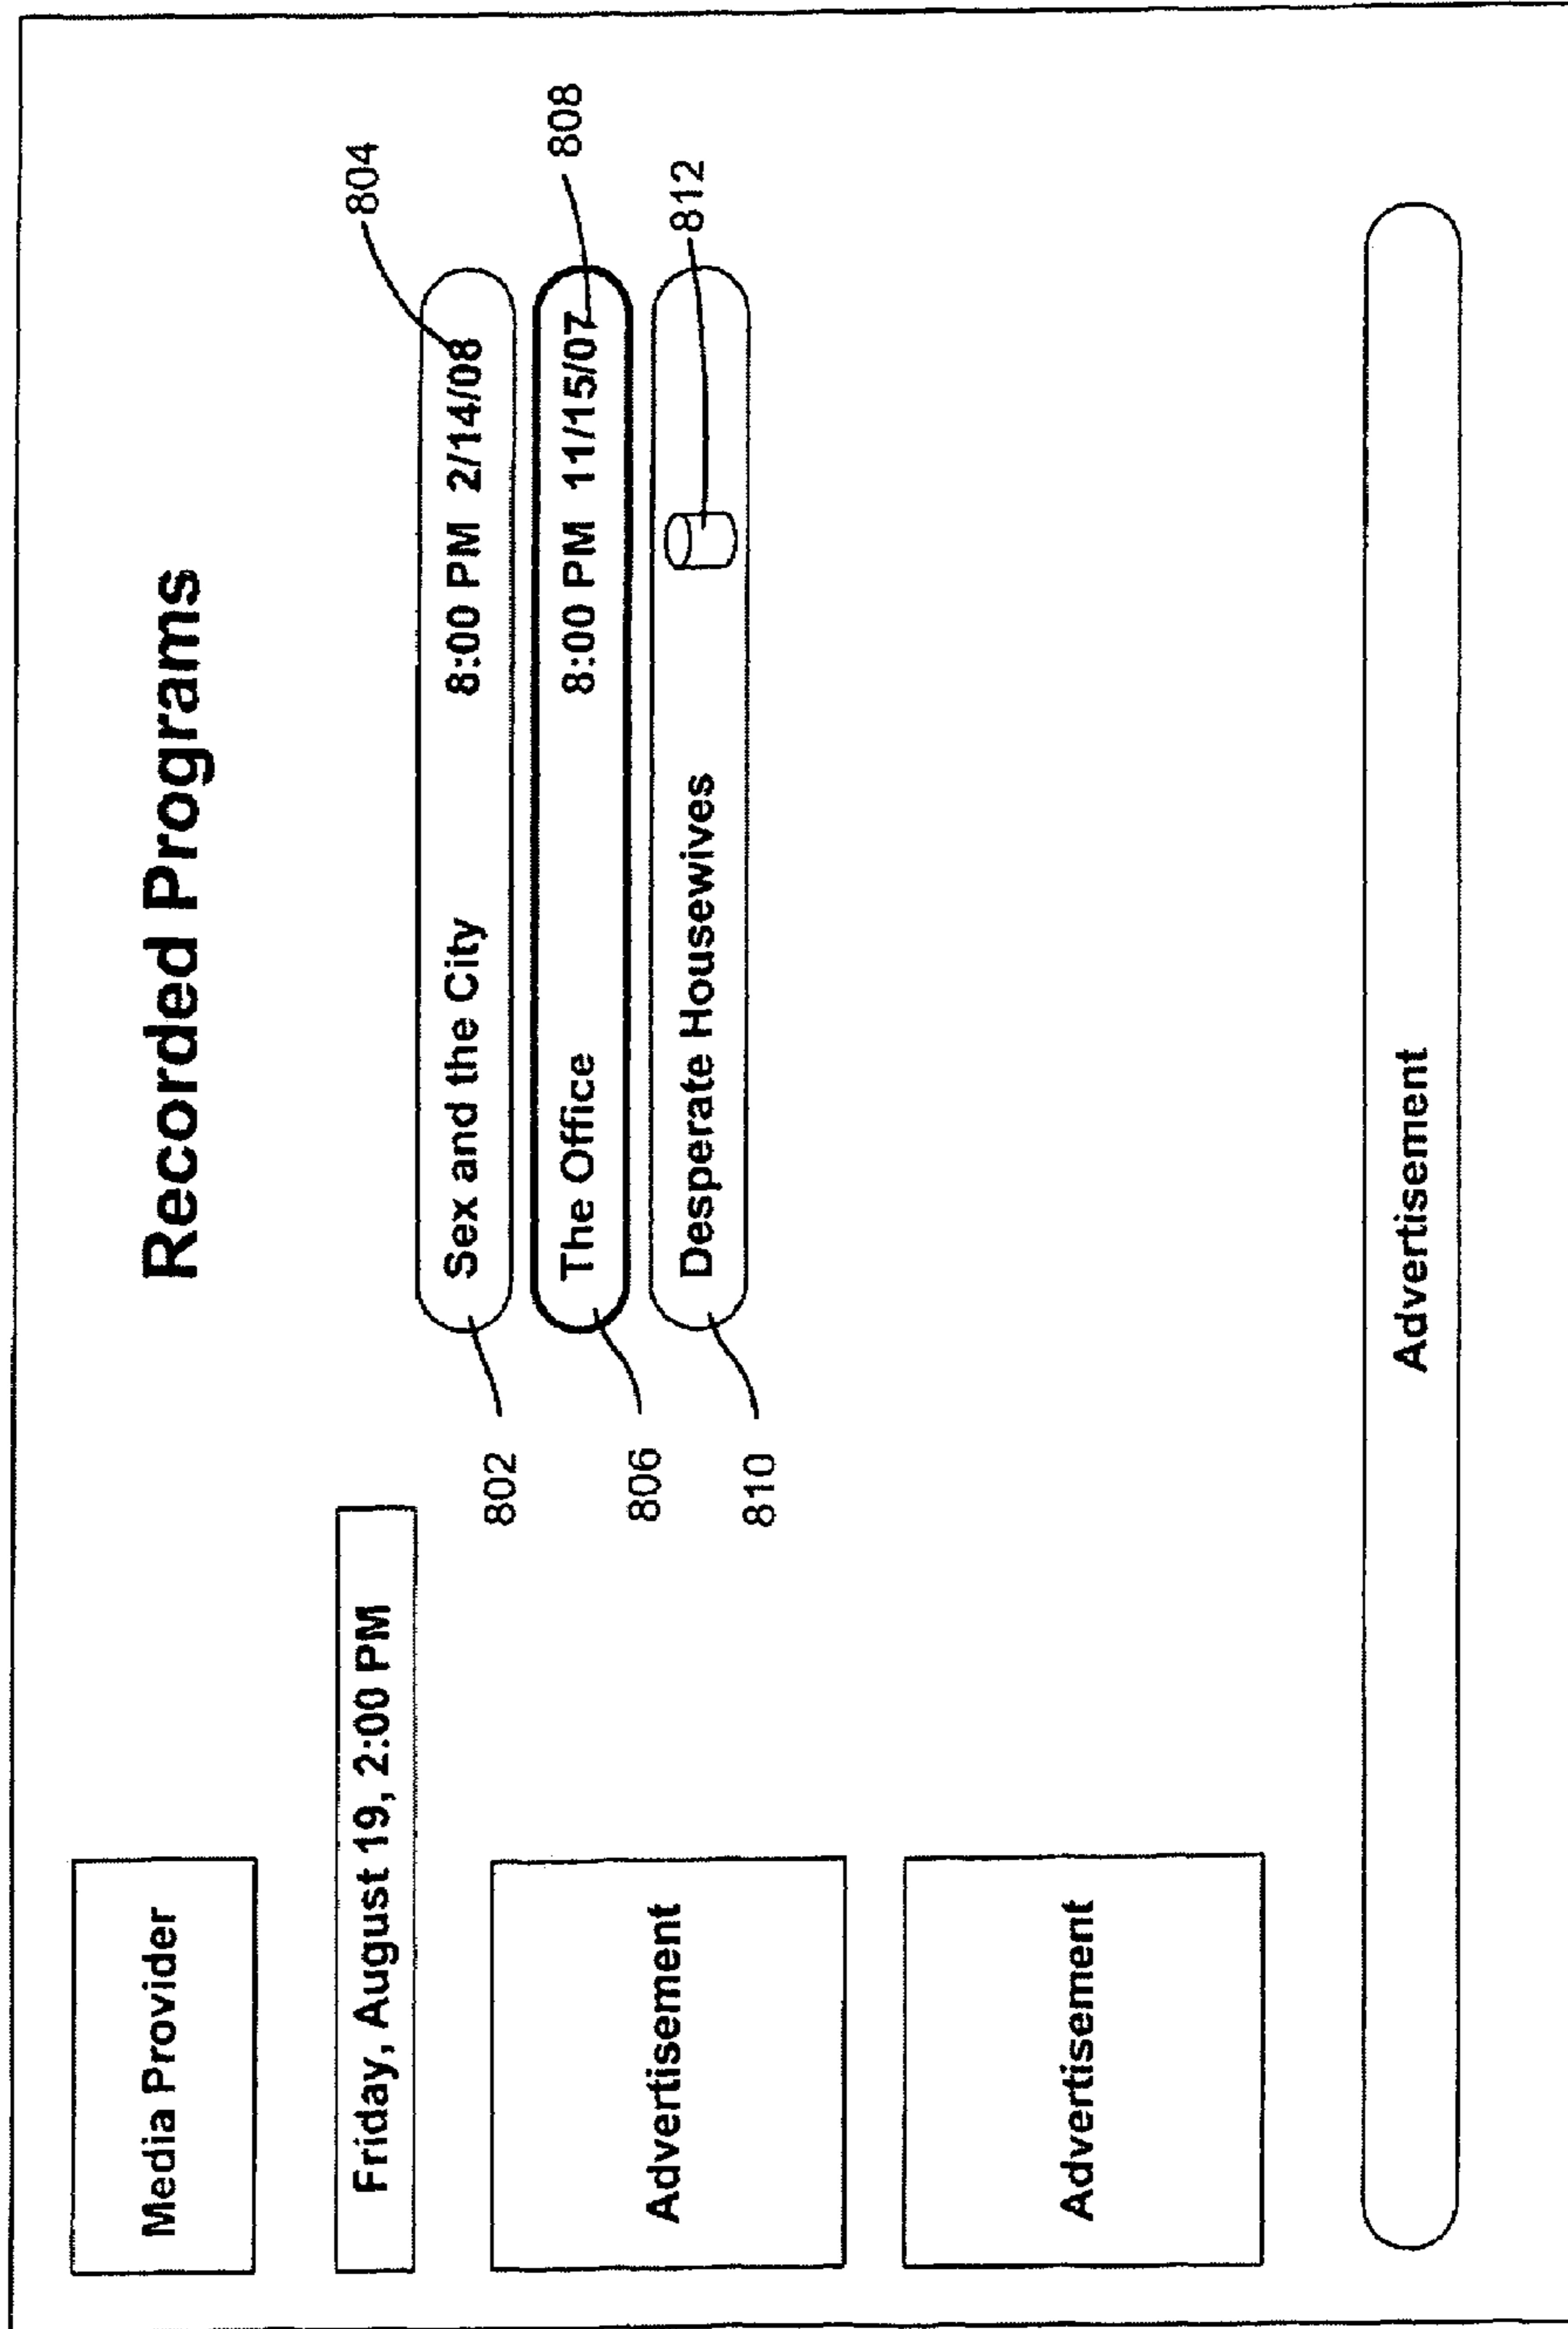 Media Provider
Recorded Programs
Friday, August 19, 2:00 PM
804
802
Sex and the City 8:00 PM 2/14/08
808
806
The Office 8:00 PM 11/15/07
812
810
Desperate Housewives
Advertisement
Advertisement
Advertisement